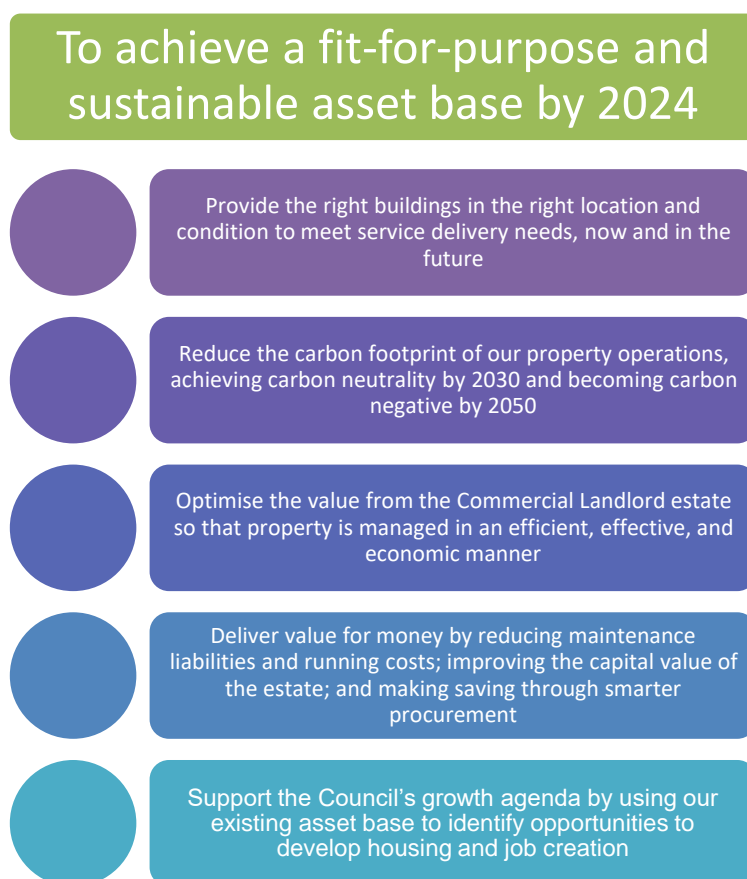 To achieve a fit-for-purpose and
sustainable asset base by 2024
Provide the right buildings in the right location and
condition to meet service delivery needs, now and in the
future
Reduce the carbon footprint of our property operations,
achieving carbon neutrality by 2030 and becoming carbon
negative by 2050
Optimise the value from the Commercial Landlord estate
so that property is managed in an efficient, effective, and
economic manner
Deliver value for money by reducing maintenance
liabilities and running costs; improving the capital value of
the estate; and making saving through smarter
procurement
Support the Council's growth agenda by using our
existing asset base to identify opportunities to
develop housing and job creation